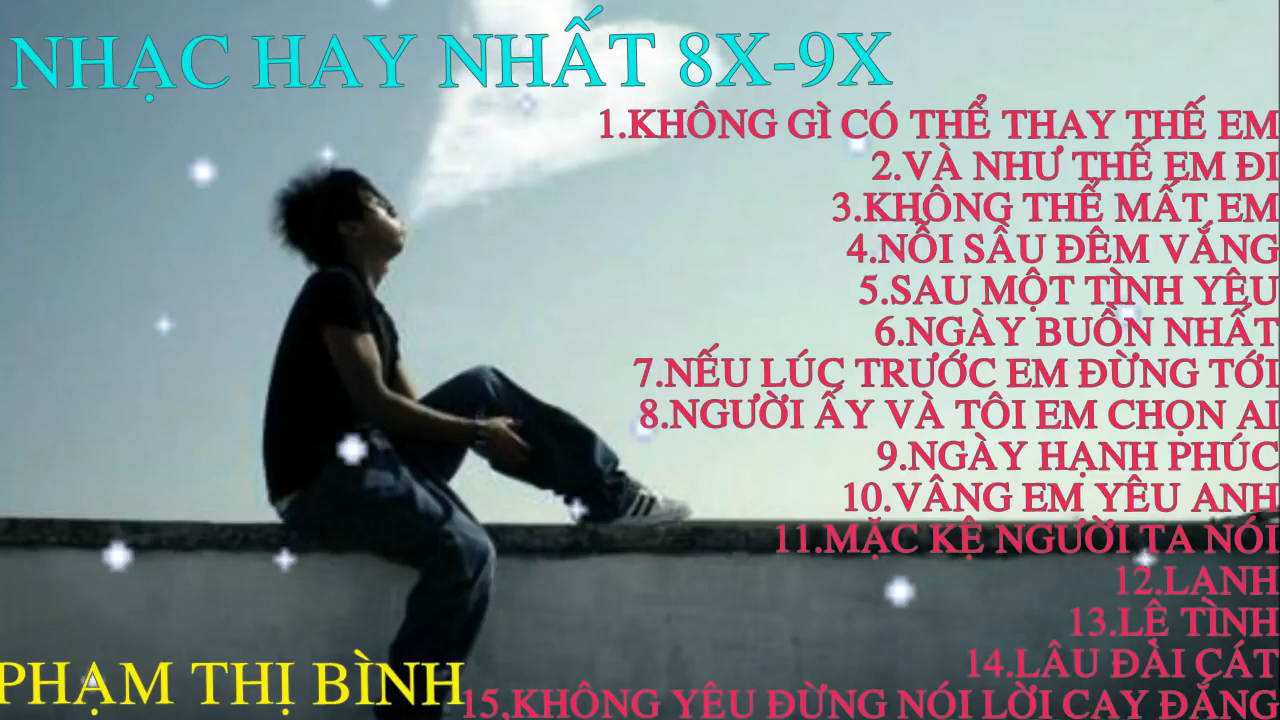 NHẠC HAY NHẤT 8X-9X
1.KHÔNG GÌ CÓ THỂ THAY THẾ EM
2.VÀ NHƯ THẾ EM ĐI
3.KHÔNG THỂ MẤT EM
4.NỖI SẦU ĐÊM VẮNG
5.SAU MỘT TÌNH YÊU
6.NGÀY BUỒN NHẤT
7.NẾU LÚC TRƯỚC EM ĐỪNG TỚI
8.NGƯỜI ẤY VÀ TÔI EM CHỌN AI
9.NGÀY HẠNH PHÚC
10.VÂNG EM YÊU ANH
11.MẶC KỆ NGƯỜI TA NÓI
12.LẠNH
13.LỆ TÌNH
14.LÂU ĐÀI CÁT
15,KHÔNG YÊU ĐỪNG NÓI LỜI CAY ĐẮNG
PHẠM THỊ BÌNH